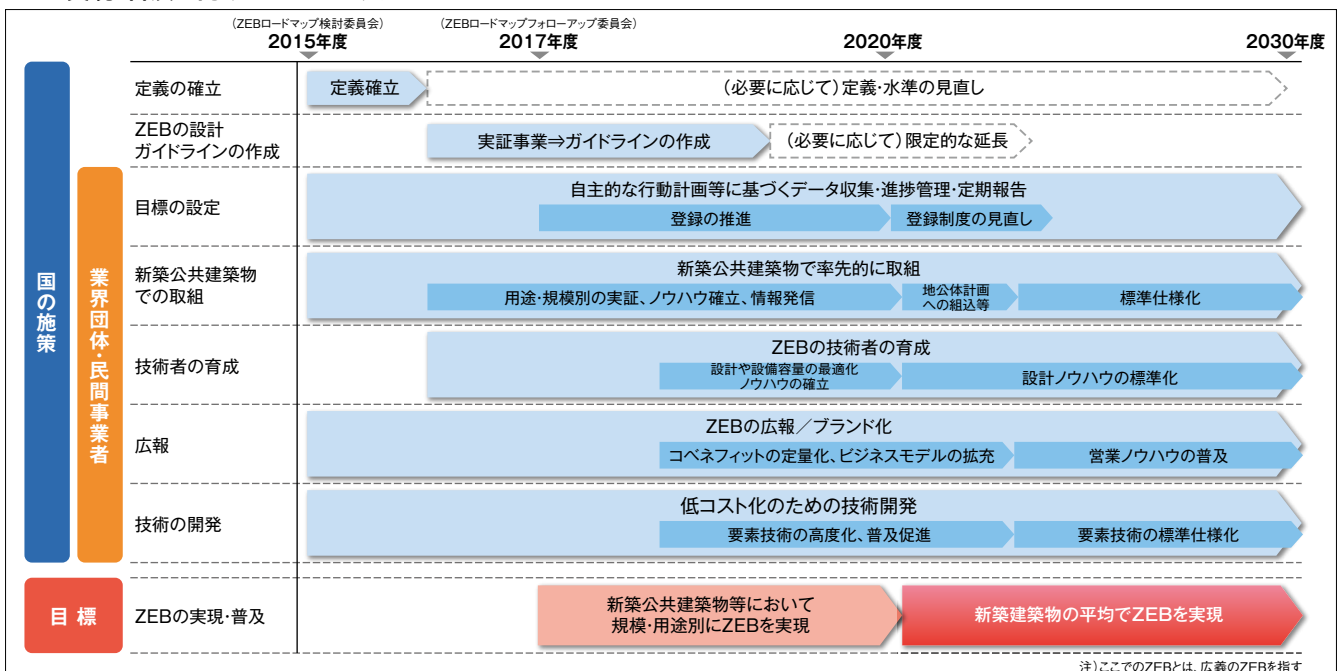 (ZEBロードマップ検討委員会)
2015年度
(ZEBロードマップフォローアップ委員会)
2017年度
2020年度
2030年度
国の施策
業界団体・民間事業者
定義の確立
定義確立
(必要に応じて)定義・水準の見直し
ZEBの設計
ガイドラインの作成
実証事業⇒ガイドラインの作成
(必要に応じて)限定的な延長
目標の設定
自主的な行動計画等に基づくデータ収集・進捗管理・定期報告
登録の推進
登録制度の見直し
新築公共建築物
での取組
新築公共建築物で率先的に取組
用途・規模別の実証、ノウハウ確立、情報発信
地公体計画
への組込等
標準仕様化
技術者の育成
ZEBの技術者の育成
設計や設備容量の最適化
ノウハウの確立
設計ノウハウの標準化
広報
ZEBの広報／ブランド化
コベネフィットの定量化、ビジネスモデルの拡充
営業ノウハウの普及
技術の開発
低コスト化のための技術開発
要素技術の高度化、普及促進
要素技術の標準仕様化
目標
ZEBの実現・普及
新築公共建築物等において
規模・用途別にZEBを実現
新築建築物の平均でZEBを実現
注)ここでのZEBとは、広義のZEBを指す